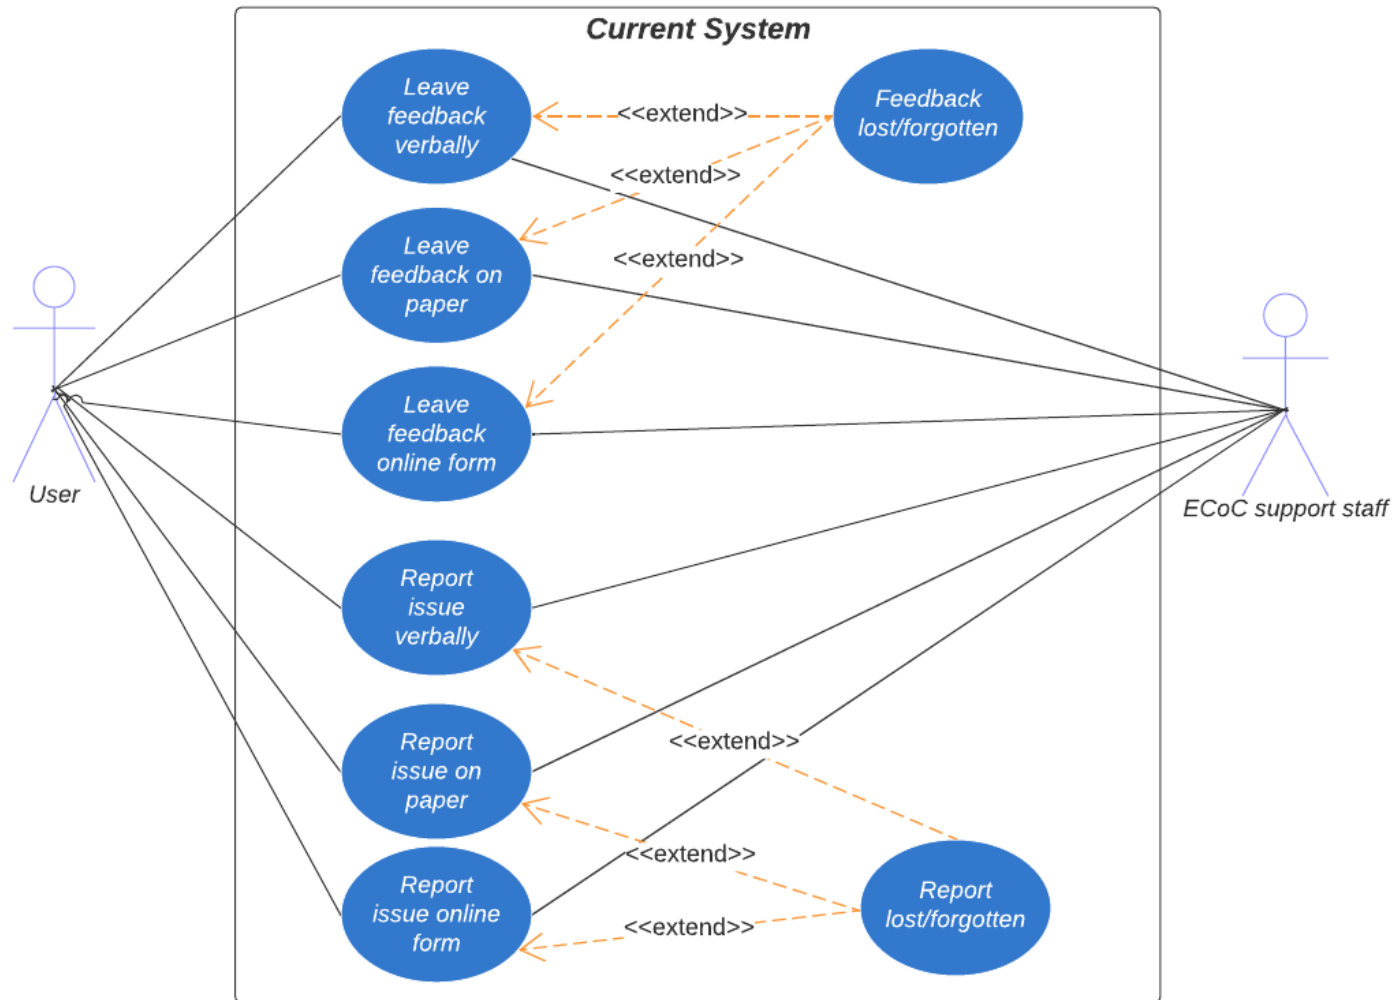 Current System
Leave
feedback
verbally
<<extend>>
Feedback
lost/forgotten
<<extend>>
Leave
feedback on
paper
<<extend>>
Leave
feedback
online form
User
ECoC support staff
Report
issue
verbally
<<extend>>
Report
issue on
paper
<<extend>>
Report
issue online
form
<<extend>>
Report
lost/forgotten